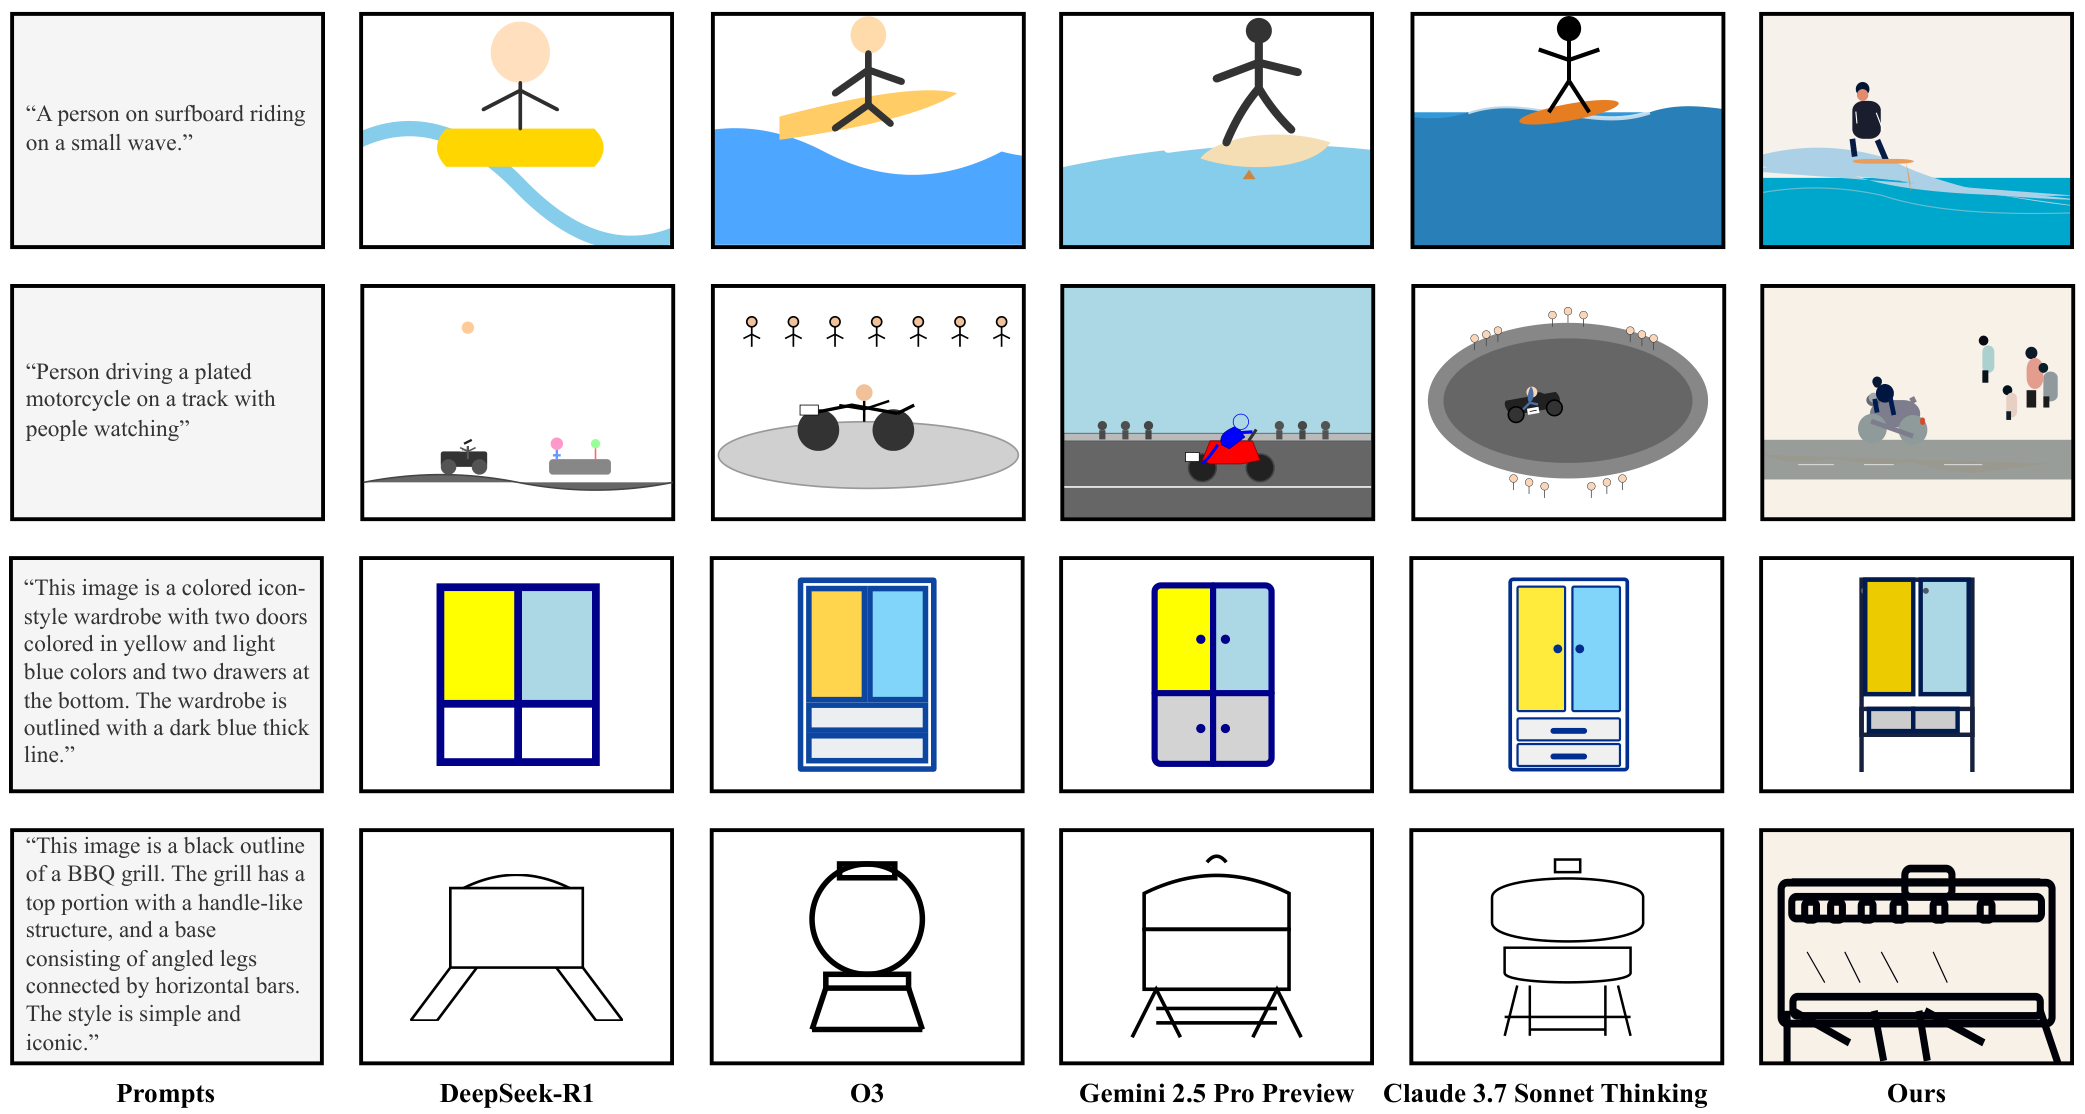 “A person on surfboard riding
on a small wave.”
“Person driving a plated
motorcycle on a track with
people watching”
“This image is a colored icon-
style wardrobe with two doors
colored in yellow and light
blue colors and two drawers at
the bottom. The wardrobe is
outlined with a dark blue thick
line.”
“This image is a black outline
of a BBQ grill. The grill has a
top portion with a handle-like
structure, and a base
consisting of angled legs
connected by horizontal bars.
The style is simple and
iconic.”
Prompts
DeepSeek-R1
O3
Gemini 2.5 Pro Preview
Claude 3.7 Sonnet Thinking
Ours